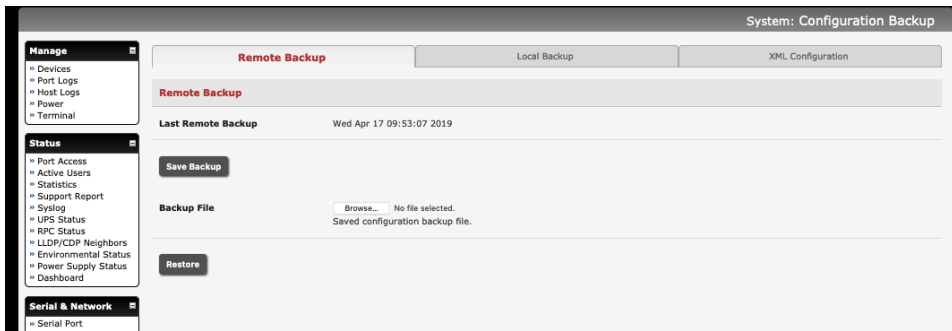 System: Configuration Backup
Manage
» Devices
» Port Logs
» Host Logs
» Power
» Terminal
Status
» Port Access
» Active Users
» Statistics
» Support Report
» Syslog
» UPS Status
» RPC Status
» LLDP/CDP Neighbors
» Environmental Status
» Power Supply Status
» Dashboard
Serial & Network
» Serial Port
Remote Backup Local Backup XML Configuration
Remote Backup
Last Remote Backup Wed Apr 17 09:53:07 2019
Save Backup
Backup File Browse... No file selected.
Saved configuration backup file.
Restore